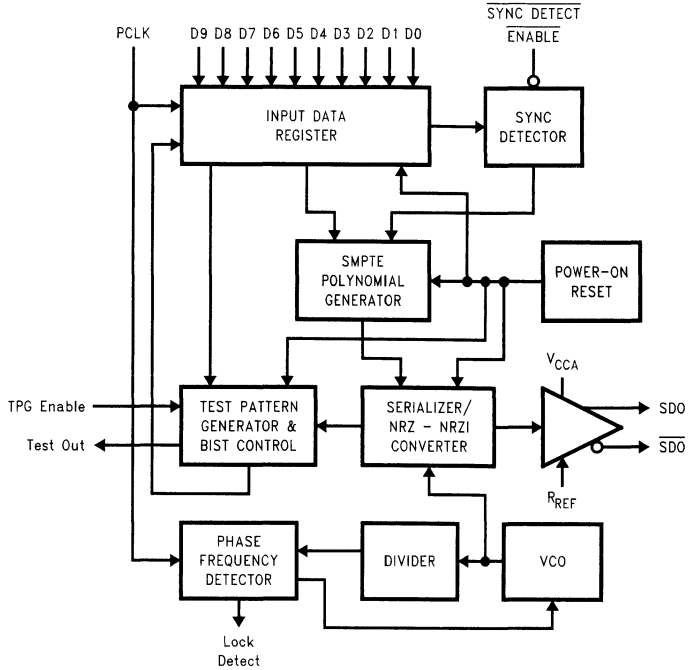 PCLK
D9 D8 D7 D6 D5 D4 D3 D2 D1 D0
SYNC DETECT
ENABLE
INPUT DATA
REGISTER
SYNC
DETECTOR
SMPTE
POLYNOMIAL
GENERATOR
POWER-ON
RESET
VCCA
TPG Enable
Test Out
TEST PATTERN
GENERATOR &
BIST CONTROL
SERIALIZER/
NRZ - NRZI
CONVERTER
SDO
SDO
RREF
PHASE
FREQUENCY
DETECTOR
DIVIDER
VCO
Lock
Detect